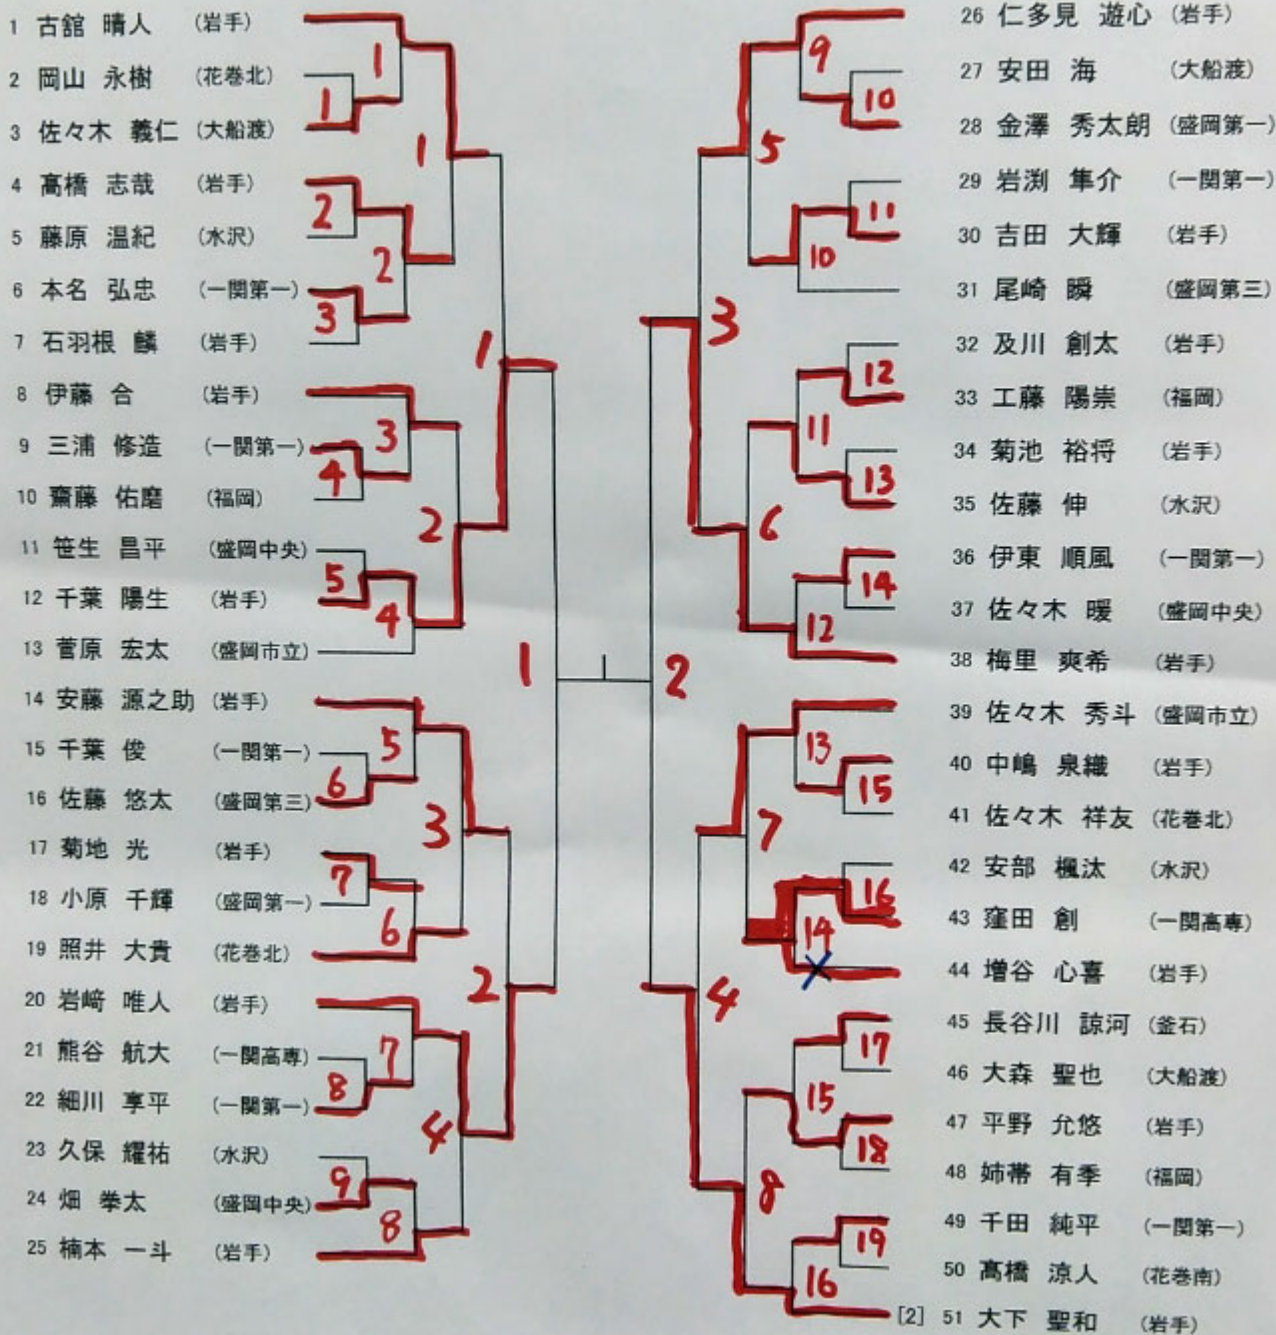 1 古舘 晴人 (岩手)
2 岡山 永樹 (花巻北)
3 佐々木 義仁 (大船渡)
4 髙橋 志哉 (岩手)
5 藤原 温紀 (水沢)
6 本名 弘忠 (一関第一)
7 石羽根 麟 (岩手)
8 伊藤 合 (岩手)
9 三浦 修造 (一関第一)
10 齋藤 佑磨 (福岡)
11 笹生 昌平 (盛岡中央)
12 千葉 陽生 (岩手)
13 菅原 宏太 (盛岡市立)
14 安藤 源之助 (岩手)
15 千葉 俊 (一関第一)
16 佐藤 悠太 (盛岡第三)
17 菊地 光 (岩手)
18 小原 千輝 (盛岡第一)
19 照井 大貴 (花巻北)
20 岩﨑 唯人 (岩手)
21 熊谷 航大 (一関高専)
22 細川 享平 (一関第一)
23 久保 耀祐 (水沢)
24 畑 拳太 (盛岡中央)
25 楠本 一斗 (岩手)
1
2
3
4
5
6
7
8
9
1
2
3
4
5
6
7
8
1
2
3
4
1
2
1
2
3
4
5
6
7
8
9
10
11
12
13
14
15
16
10
11
12
13
14
15
16
17
18
19
26 仁多見 遊心 (岩手)
27 安田 海 (大船渡)
28 金澤 秀太朗 (盛岡第一)
29 岩渕 隼介 (一関第一)
30 吉田 大輝 (岩手)
31 尾崎 瞬 (盛岡第三)
32 及川 創太 (岩手)
33 工藤 陽崇 (福岡)
34 菊池 裕将 (岩手)
35 佐藤 伸 (水沢)
36 伊東 順風 (一関第一)
37 佐々木 暖 (盛岡中央)
38 梅里 爽希 (岩手)
39 佐々木 秀斗 (盛岡市立)
40 中嶋 泉織 (岩手)
41 佐々木 祥友 (花巻北)
42 安部 楓汰 (水沢)
43 窪田 創 (一関高専)
44 増谷 心喜 (岩手)
45 長谷川 諒河 (釜石)
46 大森 聖也 (大船渡)
47 平野 允悠 (岩手)
48 姉帯 有季 (福岡)
49 千田 純平 (一関第一)
50 髙橋 涼人 (花巻南)
[2] 51 大下 聖和 (岩手)